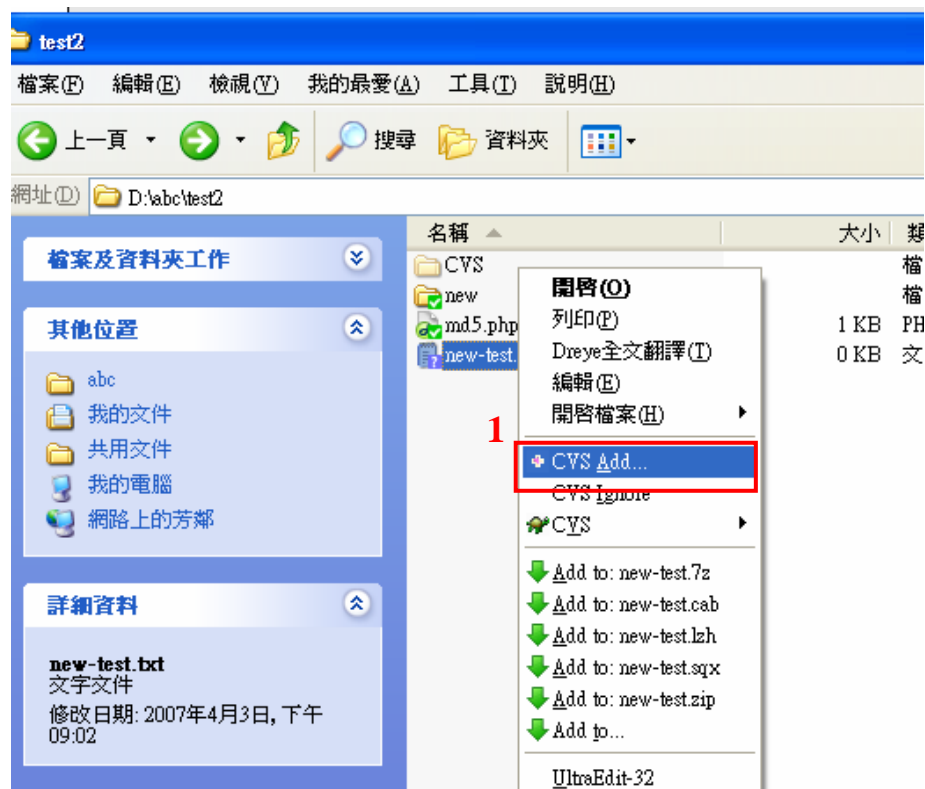 test2
檔案(F) 編輯(E) 檢視(V) 我的最愛(A) 工具(T) 說明(H)
上一頁 搜尋 資料夾
網址(D) D:\abc\test2
名稱 大小 類
檔案及資料夾工作
其他位置
abc
我的文件
共用文件
我的電腦
網路上的芳鄰
詳細資料
new-test.txt
文字文件
修改日期: 2007年4月3日, 下午
09:02
CVS 檔
new 檔
md5.php 1 KB PH
new-test. 0 KB 文
開啓(O)
列印(P)
Dreye全文翻譯(T)
編輯(E)
開啓檔案(H)
1
CVS Add...
CVS Ignore
CVS
Add to: new-test.7z
Add to: new-test.cab
Add to: new-test.lzh
Add to: new-test.sqx
Add to: new-test.zip
Add to...
UltraEdit-32